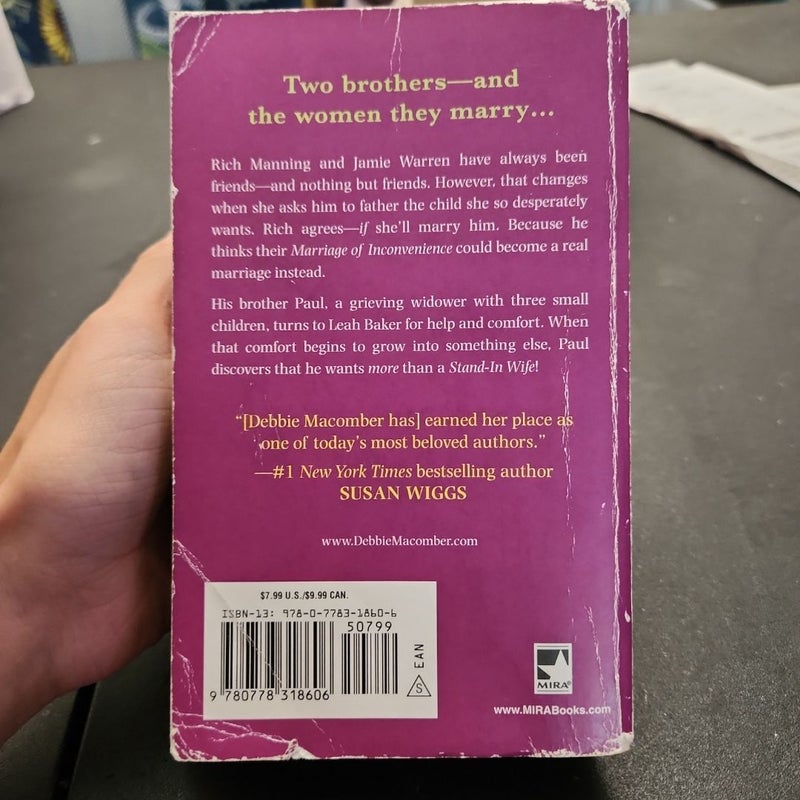 Two brothers—and
the women they marry...
Rich Manning and Jamie Warren have always been
friends—and nothing but friends. However, that changes
when she asks him to father the child she so desperately
wants. Rich agrees—if she'll marry him. Because he
thinks their Marriage of Inconvenience could become a real
marriage instead.
His brother Paul, a grieving widower with three small
children, turns to Leah Baker for help and comfort. When
that comfort begins to grow into something else, Paul
discovers that he wants more than a Stand-In Wife!
“[Debbie Macomber has] earned her place as
one of today's most beloved authors.”
—#1 New York Times bestselling author
SUSAN WIGGS
www.DebbieMacomber.com
$7.99 U.S./$9.99 CAN.
ISBN-13: 978-0-7783-1860-6
50799
EAN
S
9 780778 318606
MIRA®
www.MIRABooks.com